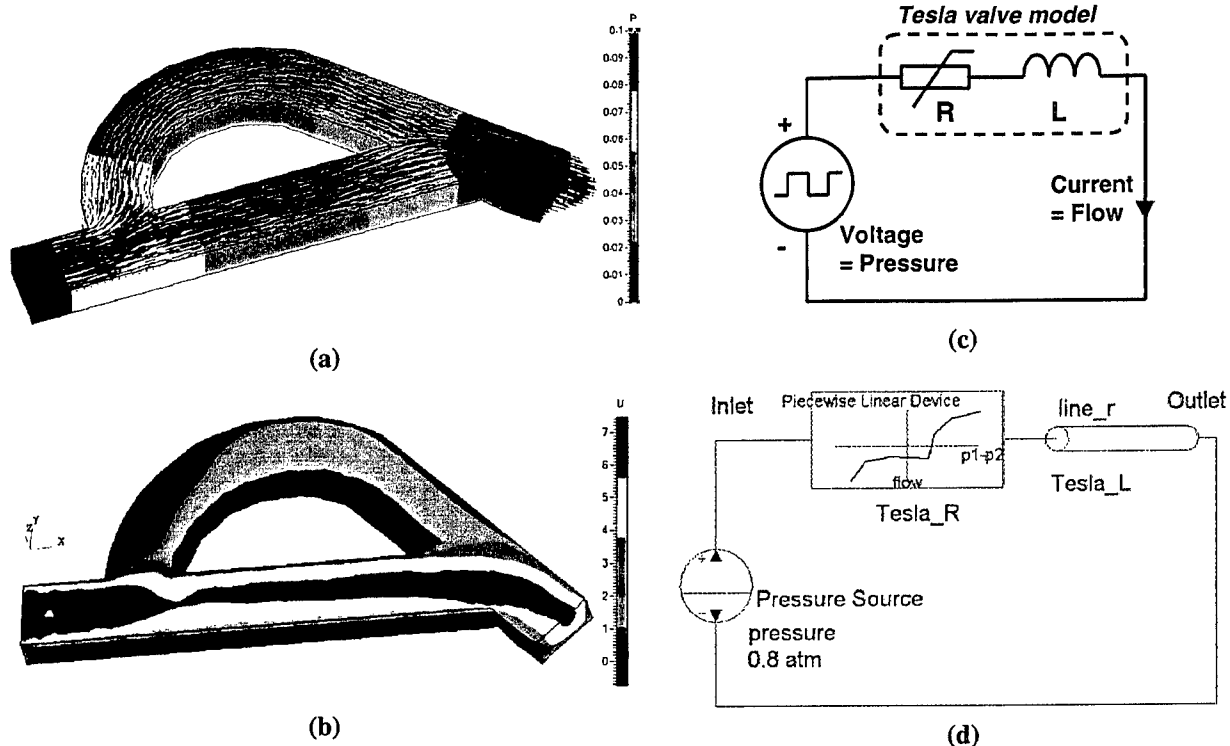 P
0.1
0.09
0.08
0.07
0.06
0.05
0.04
0.03
0.02
0.01
0
(a)
Tesla valve model
R
L
+
-
Voltage
= Pressure
Current
= Flow
(c)
U
7
6
5
4
3
2
1
0
Z
Y
X
(b)
Inlet
Piecewise Linear Device
p1-p2
flow
Tesla_R
line_r
Outlet
Tesla_L
+
-
Pressure Source
pressure
0.8 atm
(d)